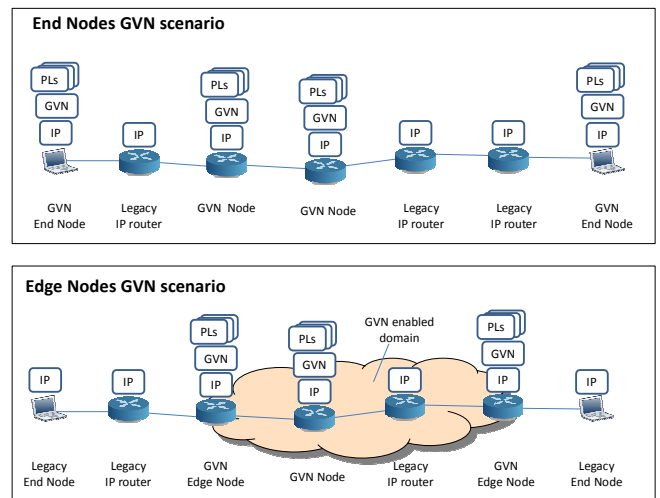 End Nodes GVN scenario
PLs
GVN
IP
IP
PLs
GVN
IP
PLs
GVN
IP
IP
IP
PLs
GVN
IP
GVN
End Node
Legacy
IP router
GVN Node
GVN Node
Legacy
IP router
Legacy
IP router
GVN
End Node
Edge Nodes GVN scenario
IP
IP
PLs
GVN
IP
PLs
GVN
IP
GVN enabled
domain
IP
PLs
GVN
IP
IP
Legacy
End Node
Legacy
IP router
GVN
Edge Node
GVN Node
Legacy
IP router
GVN
Edge Node
Legacy
End Node